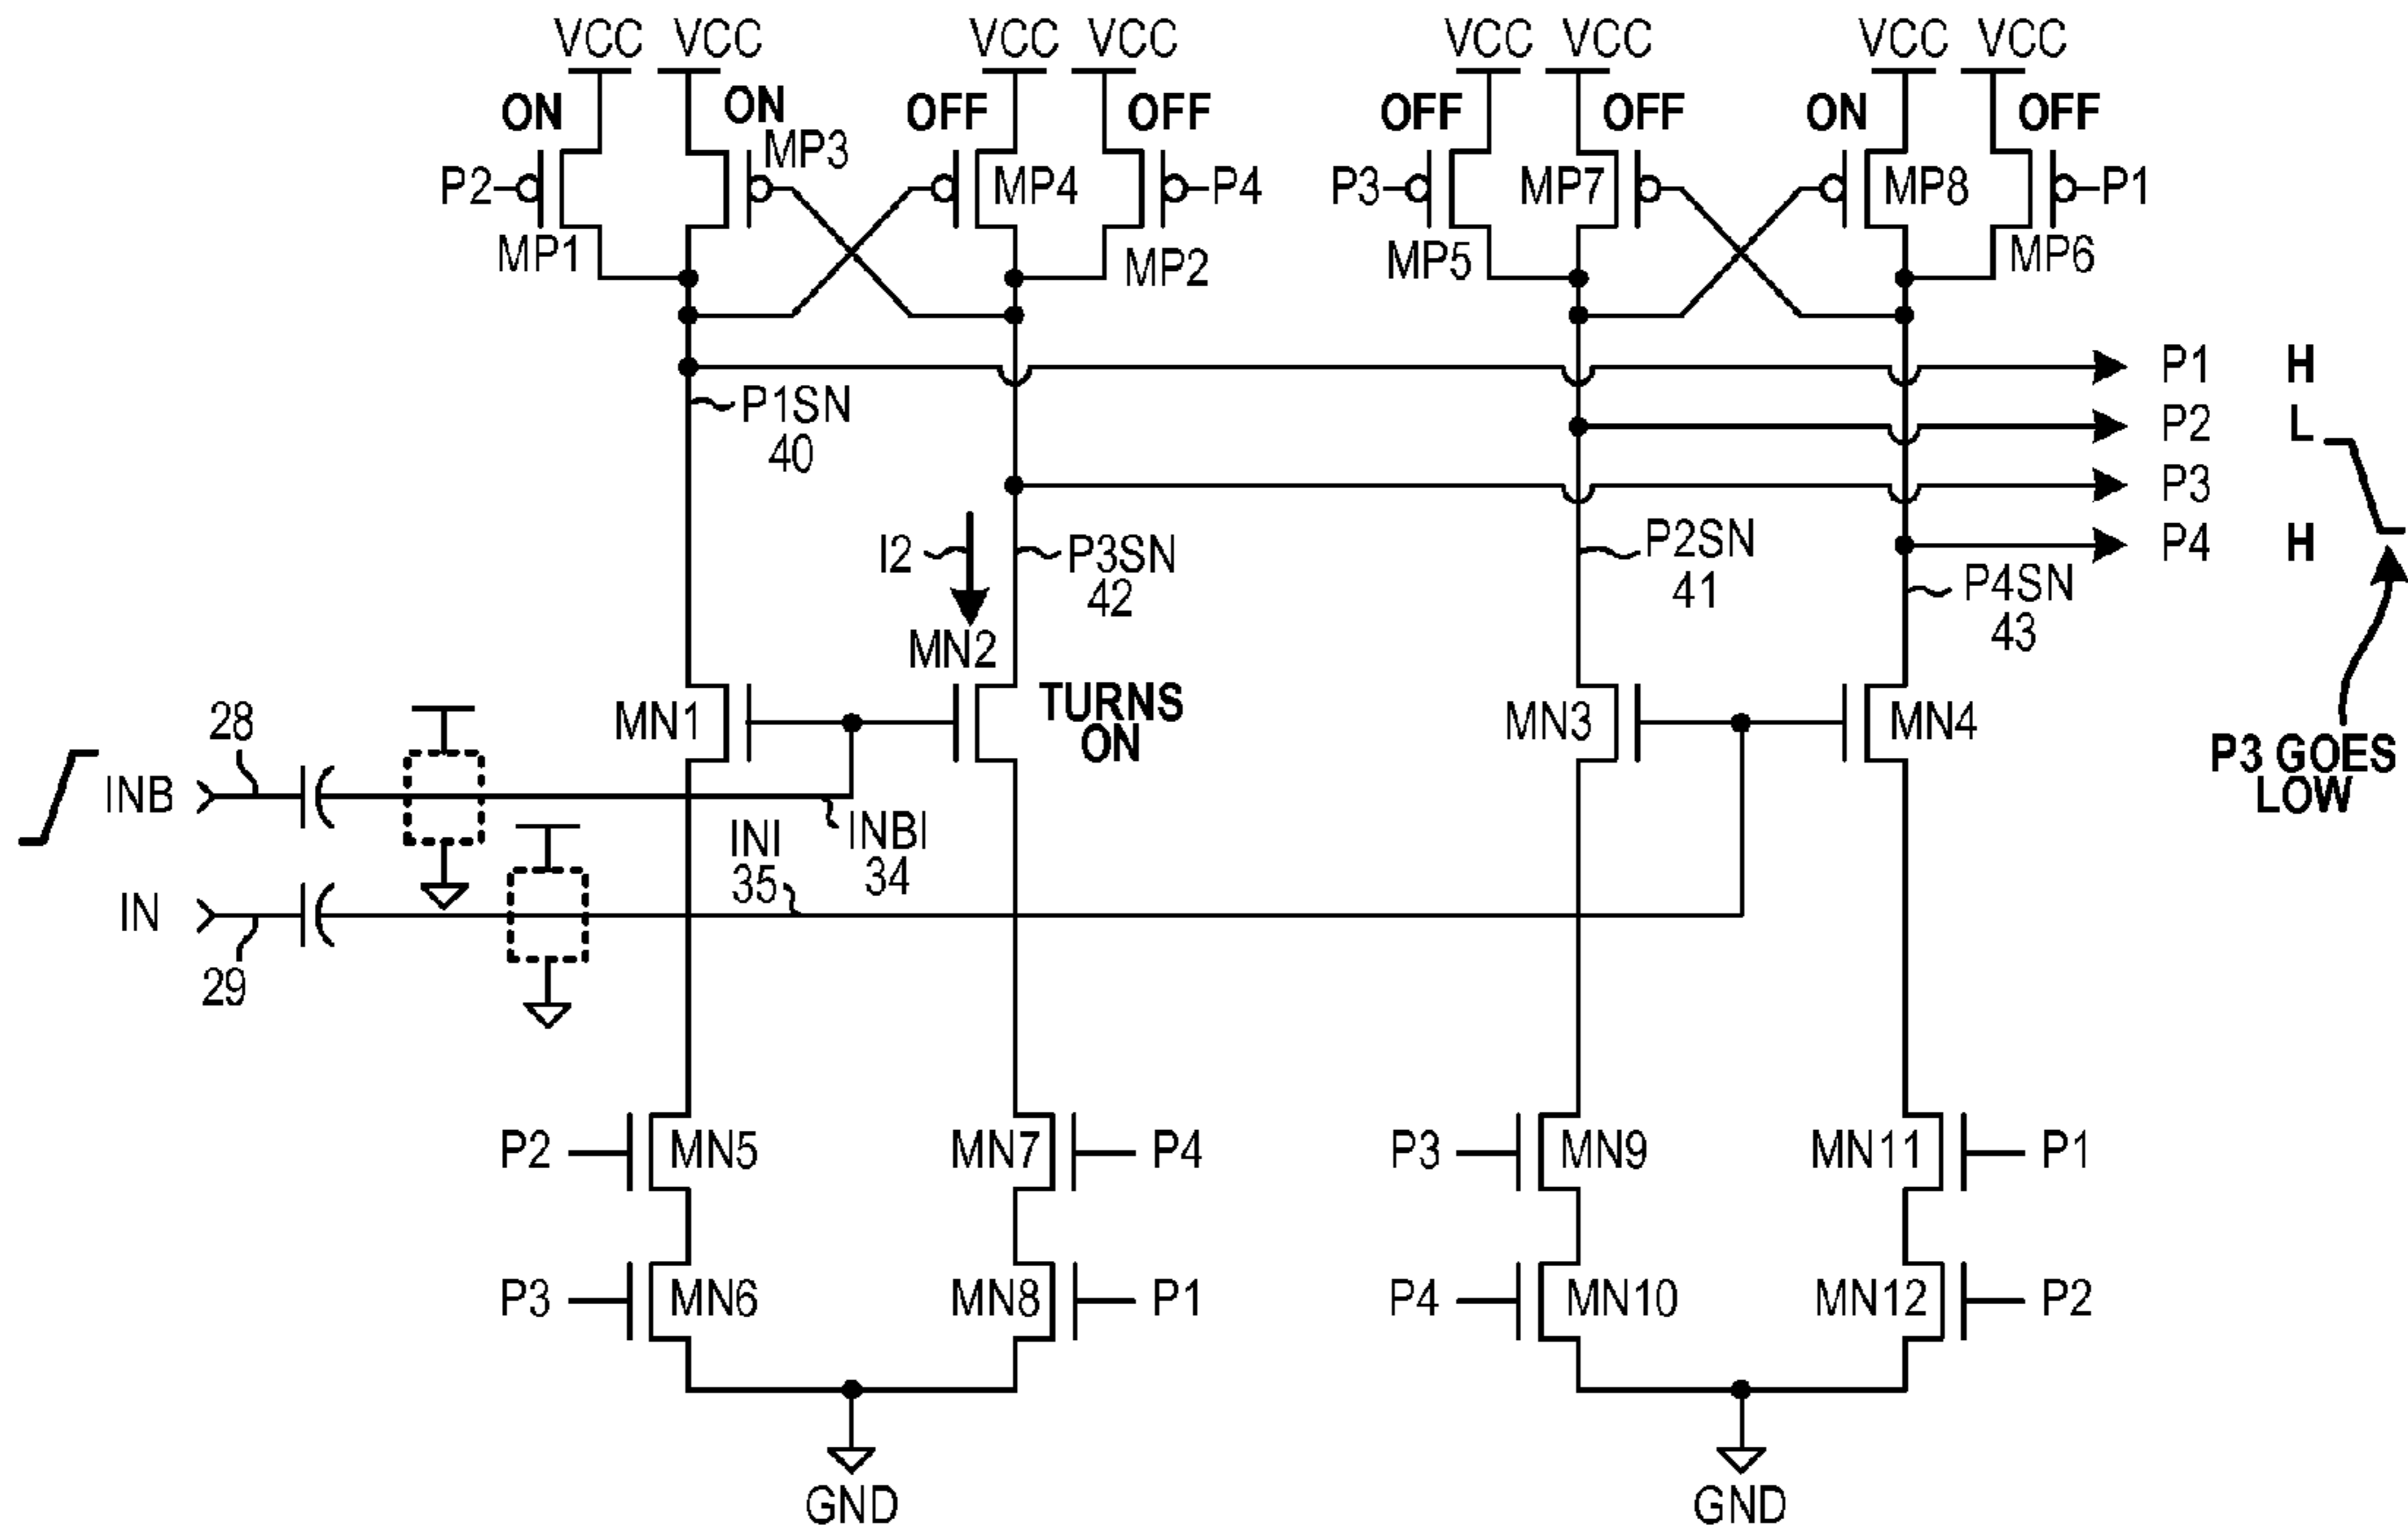 VCC VCC VCC VCC VCC VCC VCC VCC
ON ON OFF OFF OFF OFF ON OFF
P2 MP1 MP3 MP4 P4 MP2 P3 MP5 MP7 MP8 P1 MP6
P1 H
P2 L
P3
P4 H
P1SN
40
I2
P3SN
42
P2SN
41
P4SN
43
MN2
MN1
TURNS
ON
MN3
MN4
P3 GOES
LOW
28
INB
INI
35
INBI
34
IN
29
P2 MN5 MN7 P4 P3 MN9 MN11 P1
P3 MN6 MN8 P1 P4 MN10 MN12 P2
GND GND